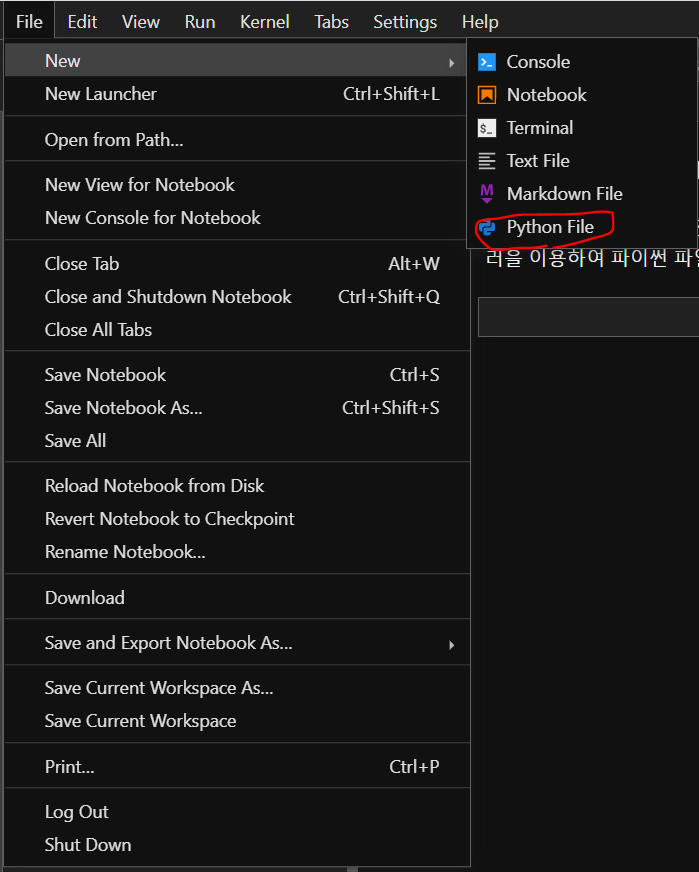 File Edit View Run Kernel Tabs Settings Help
New
New Launcher Ctrl+Shift+L
Open from Path...
New View for Notebook
New Console for Notebook
Close Tab Alt+W
Close and Shutdown Notebook Ctrl+Shift+Q
Close All Tabs
Save Notebook Ctrl+S
Save Notebook As... Ctrl+Shift+S
Save All
Reload Notebook from Disk
Revert Notebook to Checkpoint
Rename Notebook...
Download
Save and Export Notebook As...
Save Current Workspace As...
Save Current Workspace
Print... Ctrl+P
Log Out
Shut Down
Console
Notebook
$_ Terminal
Text File
M Markdown File
Python File
러을 이용하여 파이썬